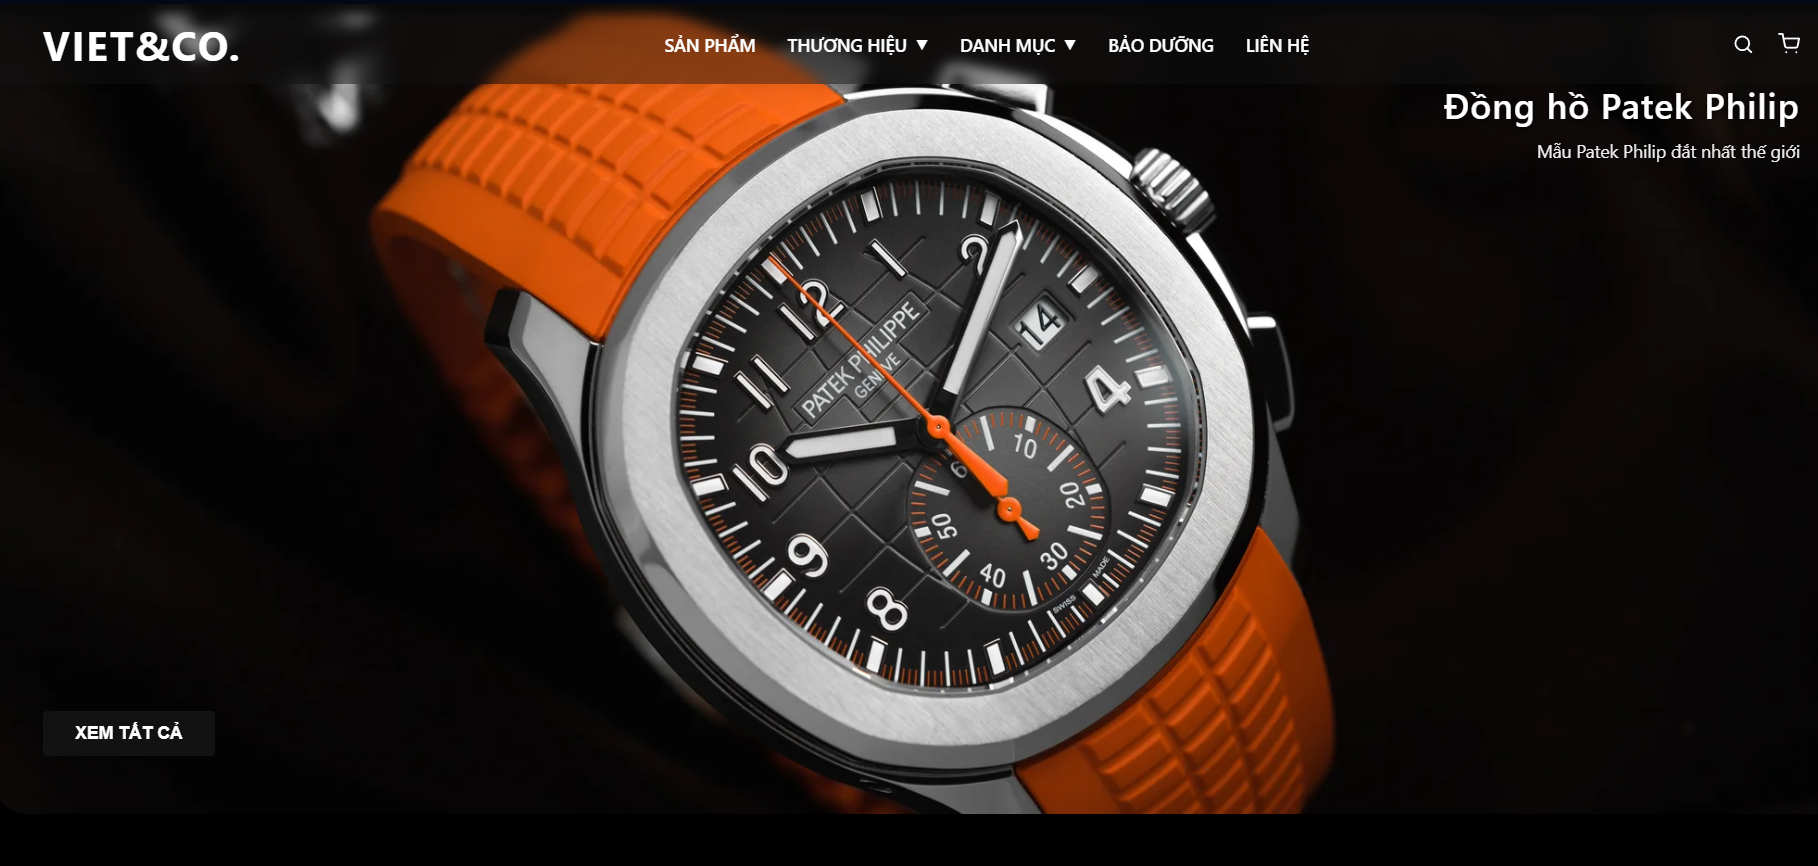 VIET&CO.
SẢN PHẨM
THƯƠNG HIỆU ▼
DANH MỤC ▼
BẢO DƯỠNG
LIÊN HỆ
Đồng hồ Patek Philip
Mẫu Patek Philip đắt nhất thế giới
12
1
2
14
4
8
9
10
11
PATEK PHILIPPE
GENEVE
10
20
30
40
50
SWISS
MADE
XEM TẤT CẢ